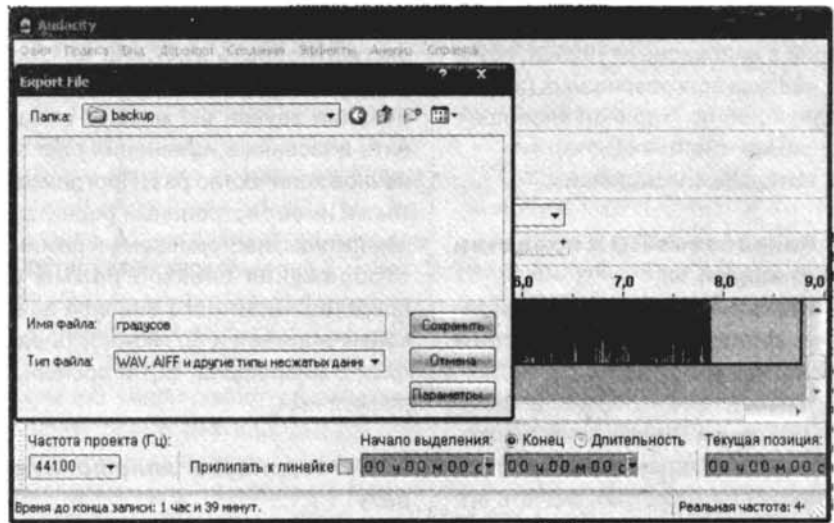 Audacity
Вид Дорожки Создание Эффекты Анализ Справка
Export File ? X
Папка: backup
6,0 7,0 8,0 9,0
Имя файла: градусов Сохранить
Тип файла: WAV, AIFF и другие типы несжатых данн Отмена
Параметры...
Частота проекта (Гц): Начало выделения: Конец Длительность Текущая позиция:
44100 Прилипать к линейке 00 ч 00 м 00 с 00 ч 00 м 00 с 00 ч 00 м 00 с
Время до конца записи: 1 час и 39 минут. Реальная частота: 4